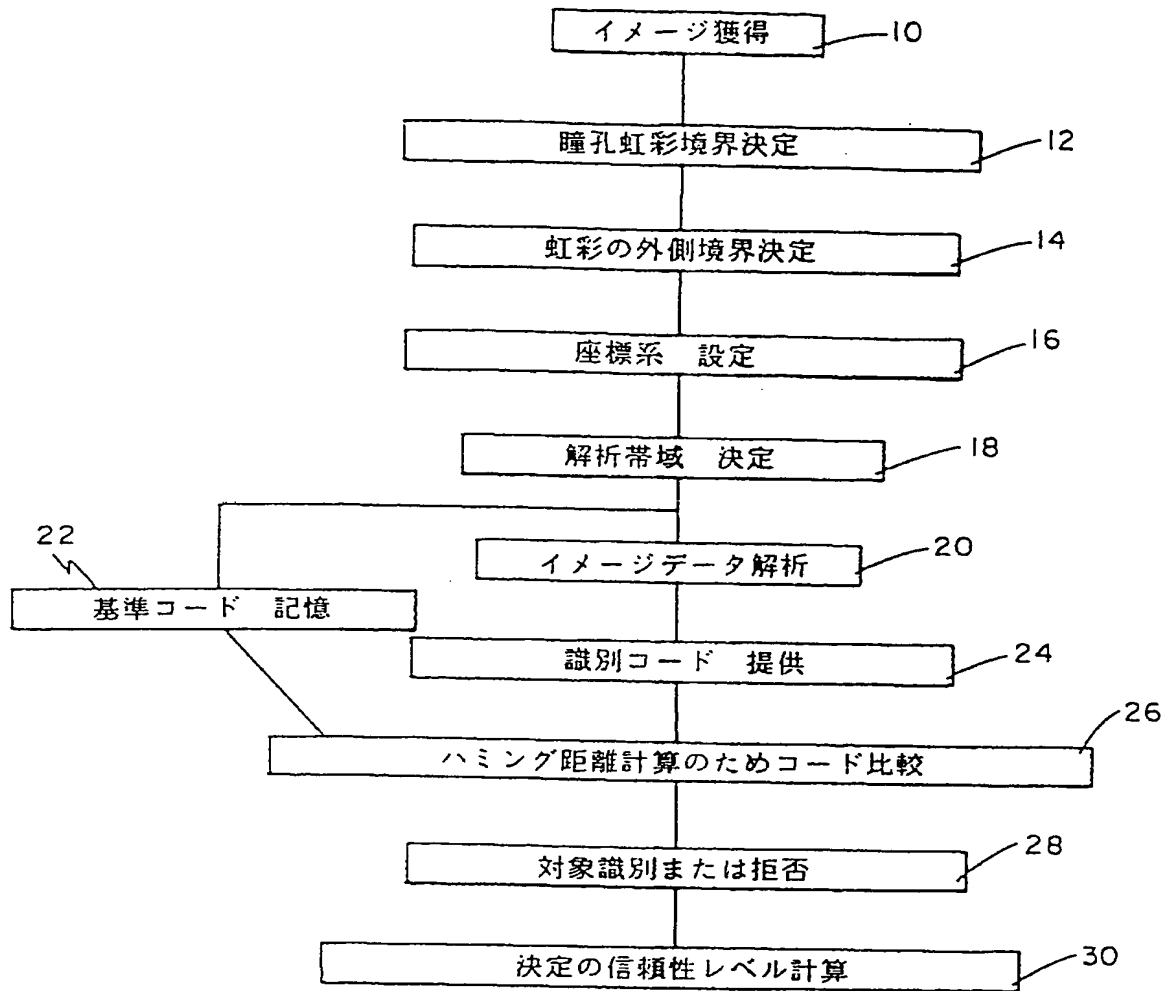 イメージ獲得
10
瞳孔虹彩境界決定
12
虹彩の外側境界決定
14
座標系 設定
16
解析帯域 決定
18
22
イメージデータ解析
20
基準コード 記憶
識別コード 提供
24
26
ハミング距離計算のためコード比較
対象識別または拒否
28
決定の信頼性レベル計算
30